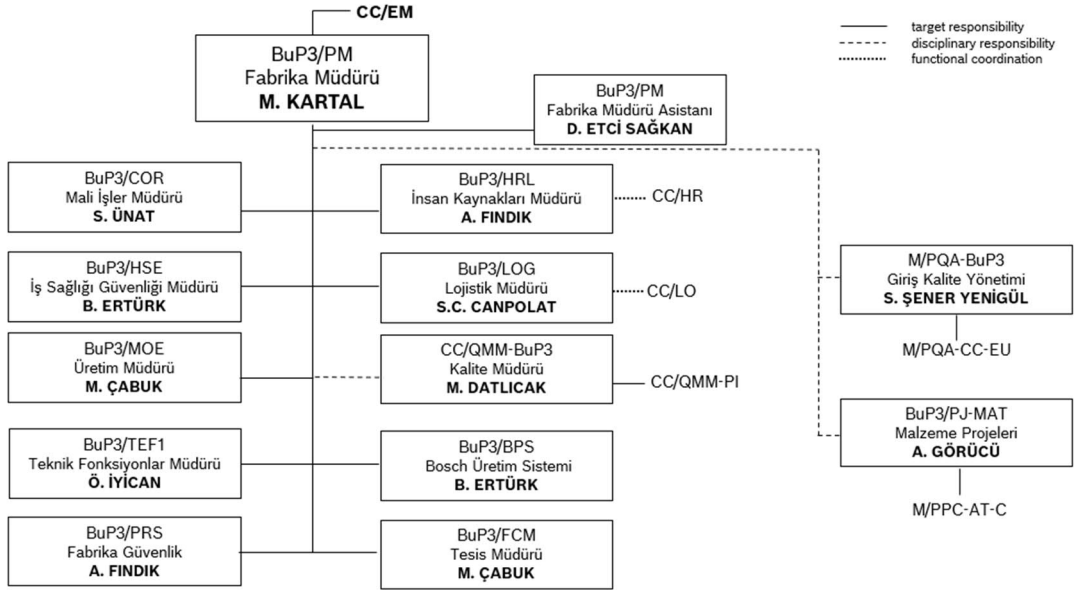 CC/EM
BuP3/PM
Fabrika Müdürü
M. KARTAL
target responsibility
disciplinary responsibility
functional coordination
BuP3/PM
Fabrika Müdürü Asistanı
D. ETCİ SAĞKAN
BuP3/COR
Mali İşler Müdürü
S. ÜNAT
BuP3/HRL
İnsan Kaynakları Müdürü
A. FINDIK
CC/HR
BuP3/HSE
İş Sağlığı Güvenliği Müdürü
B. ERTÜRK
BuP3/LOG
Lojistik Müdürü
S.C. CANPOLAT
CC/LO
M/PQA-BuP3
Giriş Kalite Yönetimi
S. ŞENER YENİGÜL
M/PQA-CC-EU
BuP3/MOE
Üretim Müdürü
M. ÇABUK
CC/QMM-BuP3
Kalite Müdürü
M. DATLICAK
CC/QMM-PI
BuP3/PJ-MAT
Malzeme Projeleri
A. GÖRÜCÜ
M/PPC-AT-C
BuP3/TEF1
Teknik Fonksiyonlar Müdürü
Ö. İYİCAN
BuP3/BPS
Bosch Üretim Sistemi
B. ERTÜRK
BuP3/PRS
Fabrika Güvenlik
A. FINDIK
BuP3/FCM
Tesis Müdürü
M. ÇABUK